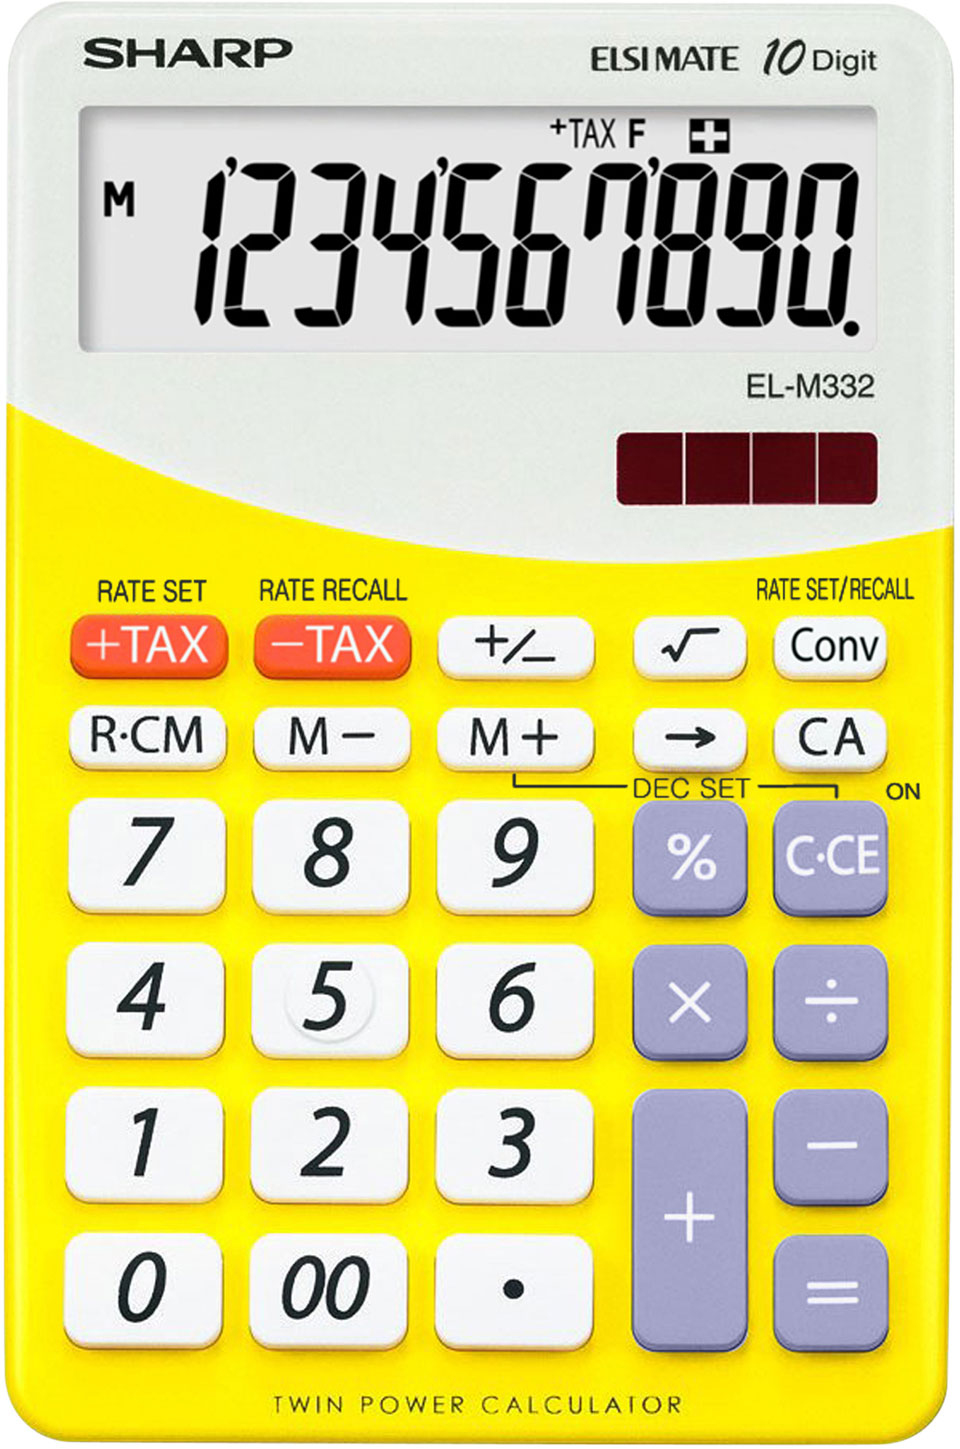 SHARP
ELSI MATE 10 Digit
+TAX F
M
1'234'567'890.
EL-M332
RATE SET RATE RECALL RATE SET/RECALL
+TAX −TAX +/− √ Conv
R·CM M− M+ → CA
DEC SET ON
7 8 9 % C·CE
4 5 6 × ÷
1 2 3 −
+
0 00 • =
TWIN POWER CALCULATOR